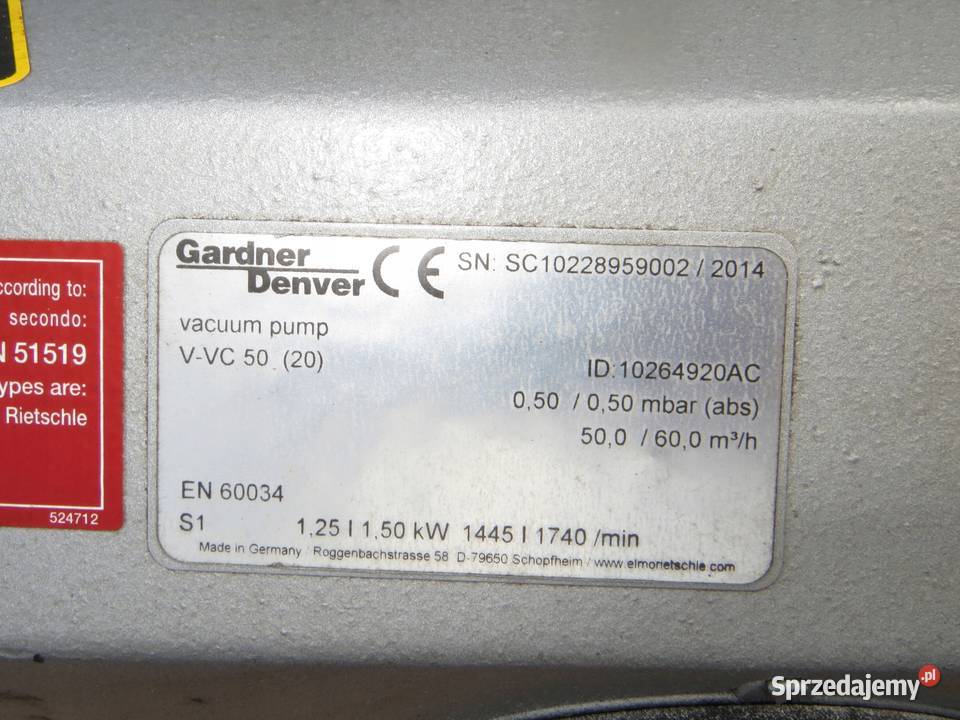 Gardner
Denver
CE
SN: SC10228959002 / 2014
vacuum pump
V-VC 50 (20)
ID:10264920AC
0,50 / 0,50 mbar (abs)
50,0 / 60,0 m³/h
EN 60034
S1 1,25 | 1,50 kW 1445 | 1740 /min
Made in Germany / Roggenbachstrasse 58 D-79650 Schopfheim / www.elmorietschle.com
ccording to:
secondo:
N 51519
ypes are:
Rietschle
524712
Sprzedajemy.pl